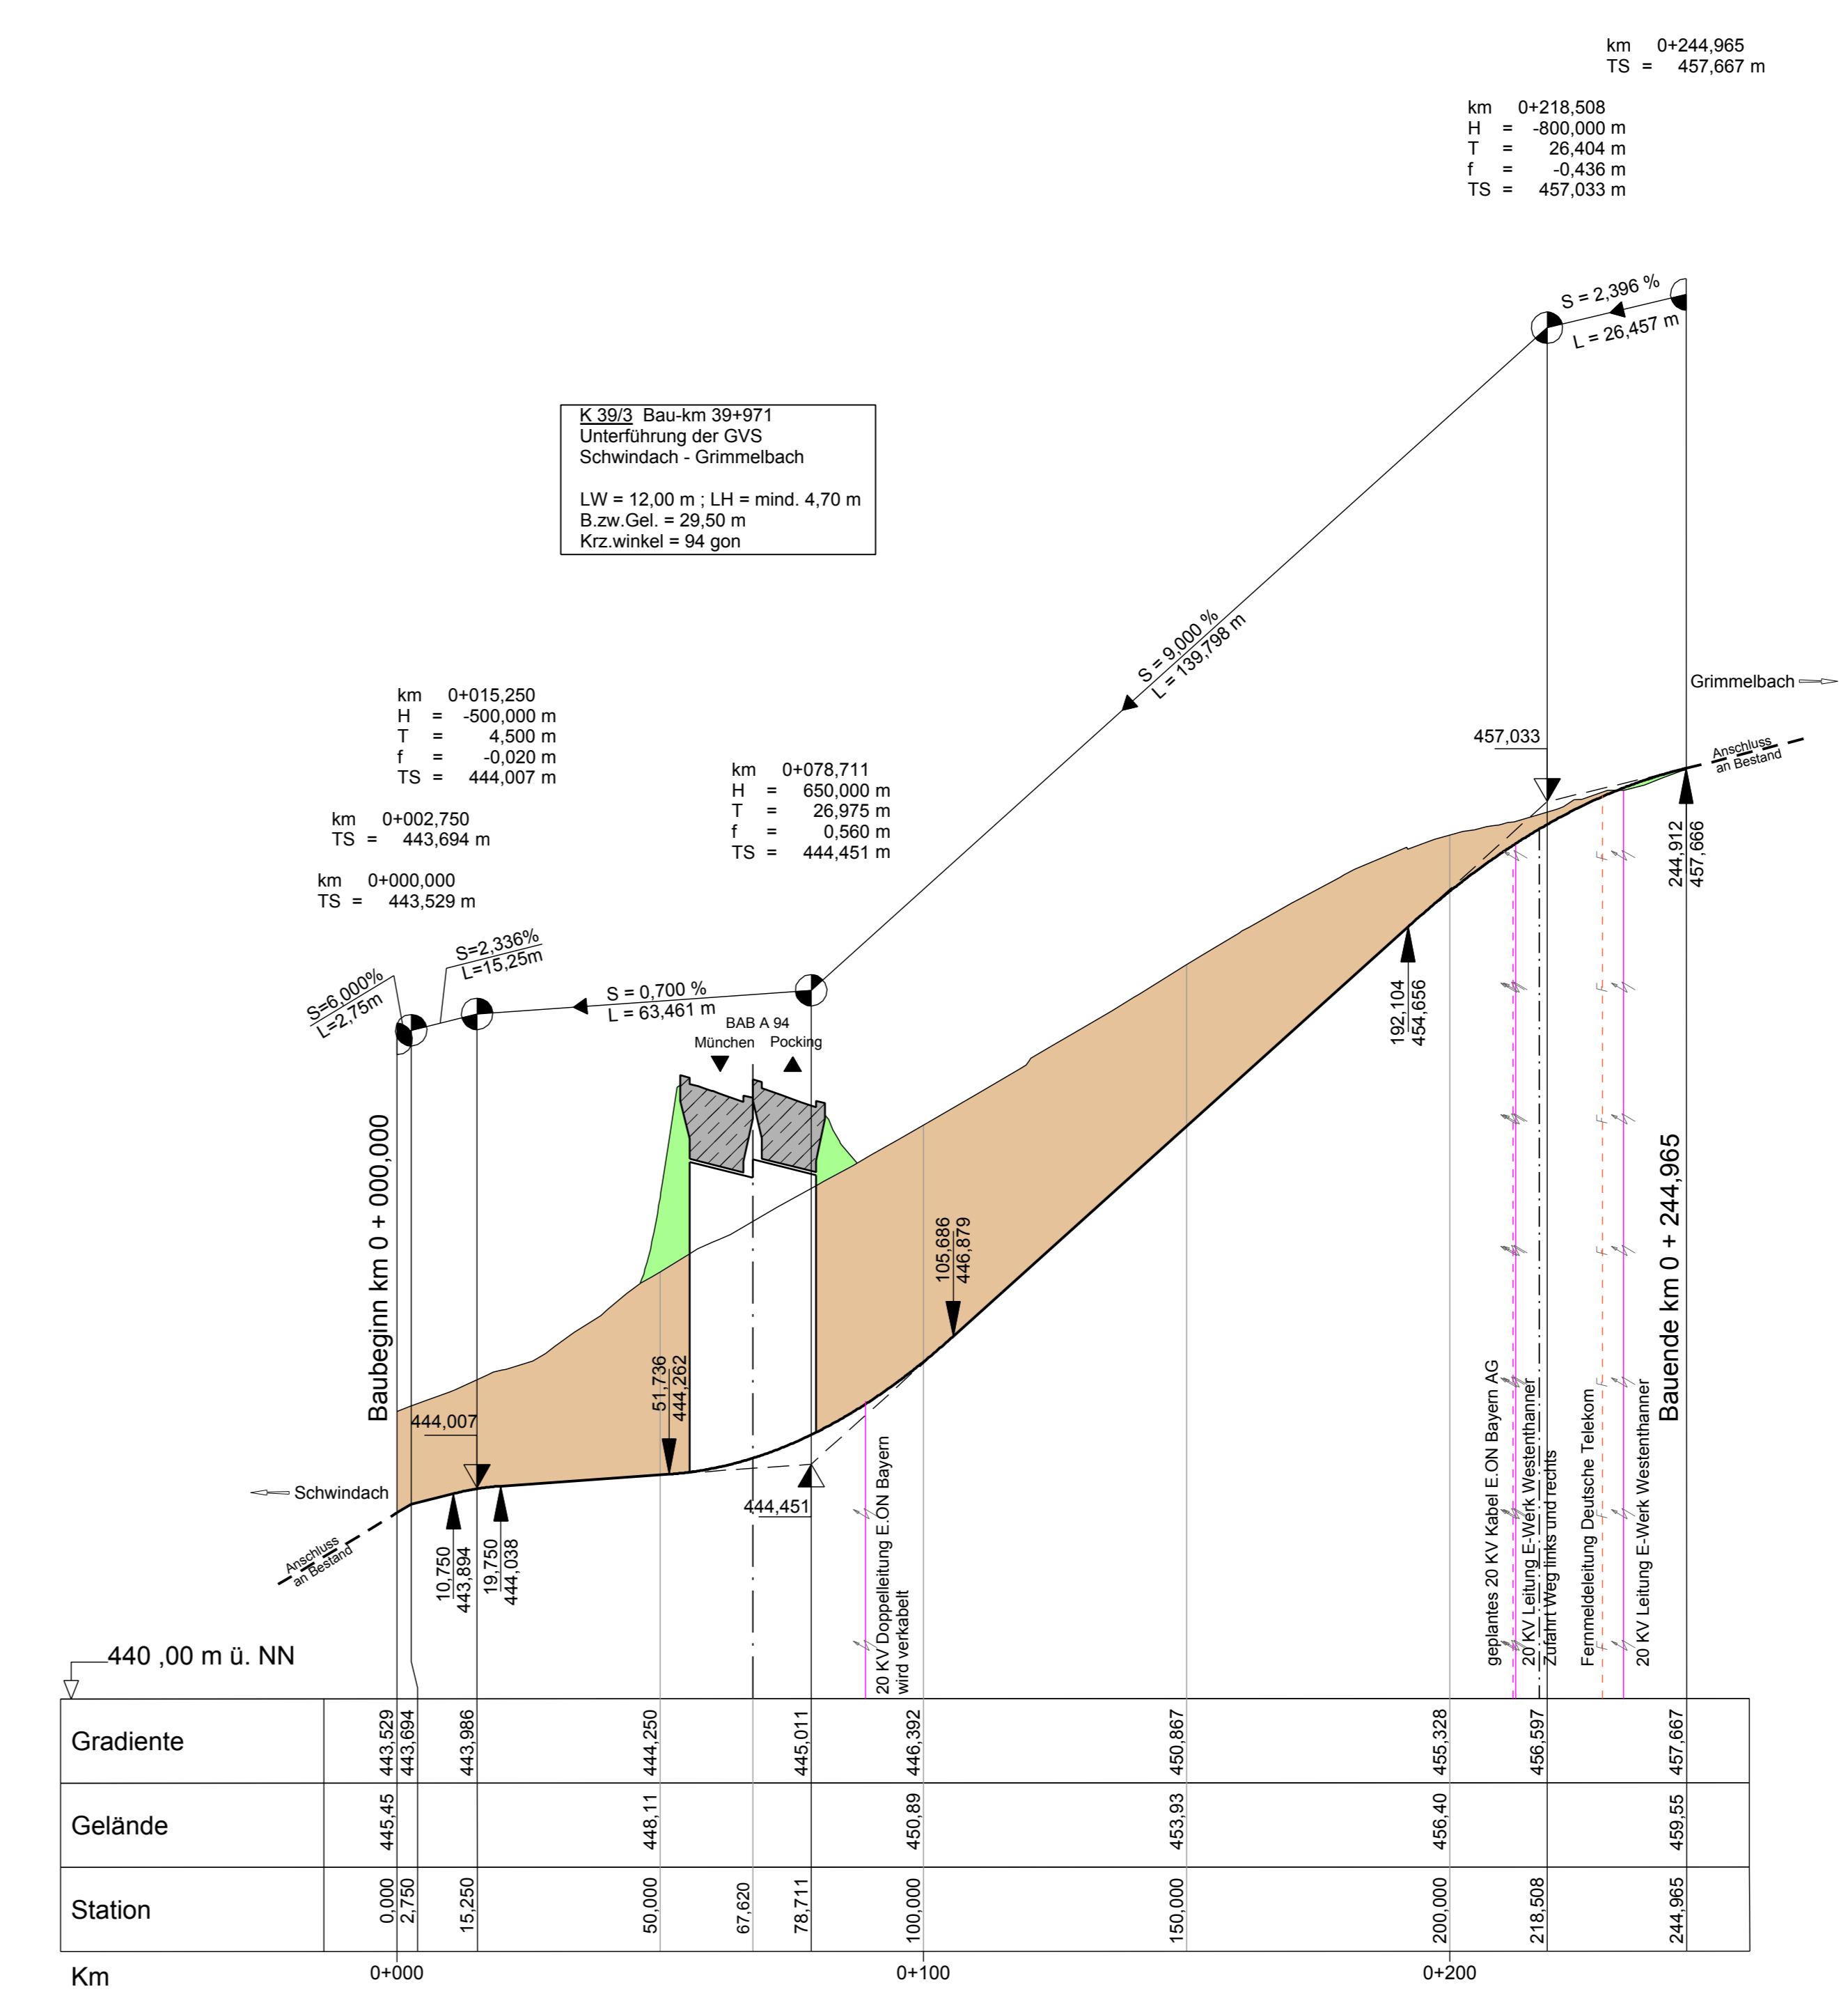 km 0+244,965
TS = 457,667 m
km 0+218,508
H = -800,000 m
T = 26,404 m
f = -0,436 m
TS = 457,033 m
S = 2,396 %
L = 26,457 m
K 39/3 Bau-km 39+971
Unterführung der GVS
Schwindach - Grimmelbach
LW = 12,00 m ; LH = mind. 4,70 m
B.zw.Gel. = 29,50 m
Krz.winkel = 94 gon
S = 9,000 %
L = 139,798 m
Grimmelbach
km 0+015,250
H = -500,000 m
T = 4,500 m
f = -0,020 m
TS = 444,007 m
457,033
Anschluss
an Bestand
km 0+078,711
H = 650,000 m
T = 26,975 m
f = 0,560 m
TS = 444,451 m
km 0+002,750
TS = 443,694 m
km 0+000,000
TS = 443,529 m
244,912
457,666
S=6,000%
L=2,75m
S=2,336%
L=15,25m
S = 0,700 %
L = 63,461 m
192,104
454,656
BAB A 94
München Pocking
Baubeginn km 0 + 000,000
Bauende km 0 + 244,965
105,686
446,879
51,736
444,262
444,007
Schwindach
444,451
Anschluss
an Bestand
10,750
443,894
19,750
444,038
20 KV Doppelleitung E.ON Bayern
wird verkabelt
geplantes 20 KV Kabel E.ON Bayern AG
20 KV Leitung E-Werk Westenthanner
Zufahrt Weg links und rechts
Fernmeldeleitung Deutsche Telekom
20 KV Leitung E-Werk Westenthanner
440 ,00 m ü. NN
Gradiente 443,529 443,694 443,986 444,250 445,011 446,392 450,867 455,328 456,597 457,667
Gelände 445,45 448,11 450,89 453,93 456,40 459,55
Station 0,000 2,750 15,250 50,000 67,620 78,711 100,000 150,000 200,000 218,508 244,965
Km 0+000 0+100 0+200